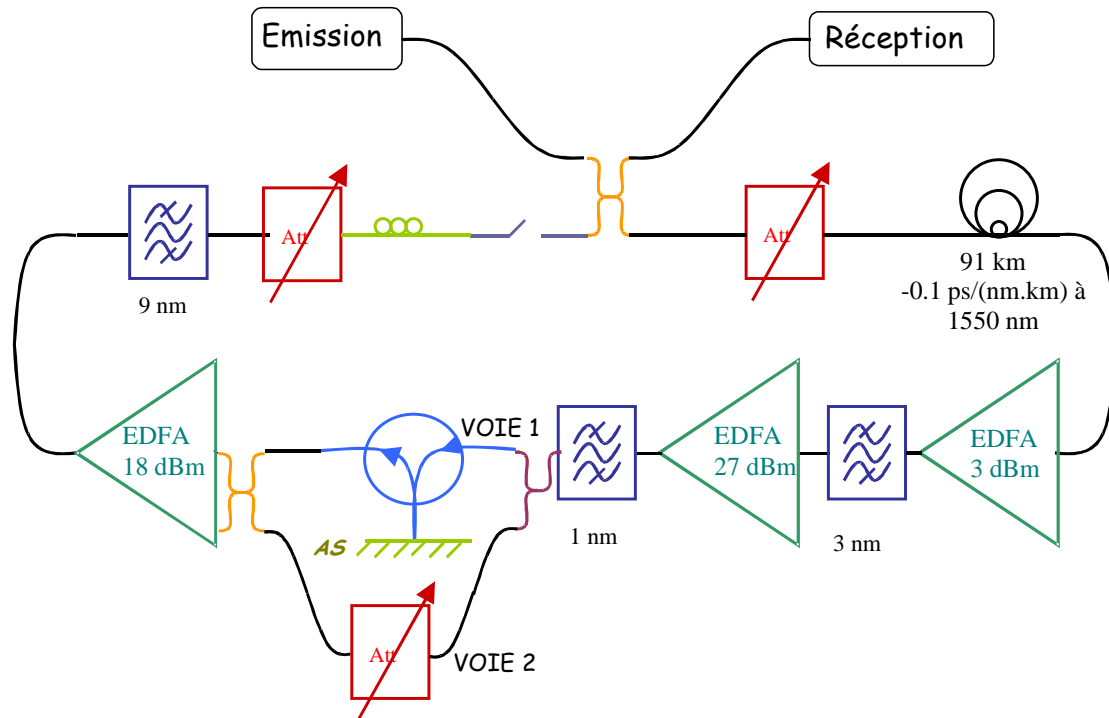 Emission
Réception
Att
Att
9 nm
91 km
-0.1 ps/(nm.km) à
1550 nm
EDFA
18 dBm
VOIE 1
EDFA
27 dBm
EDFA
3 dBm
1 nm
3 nm
AS
Att
VOIE 2